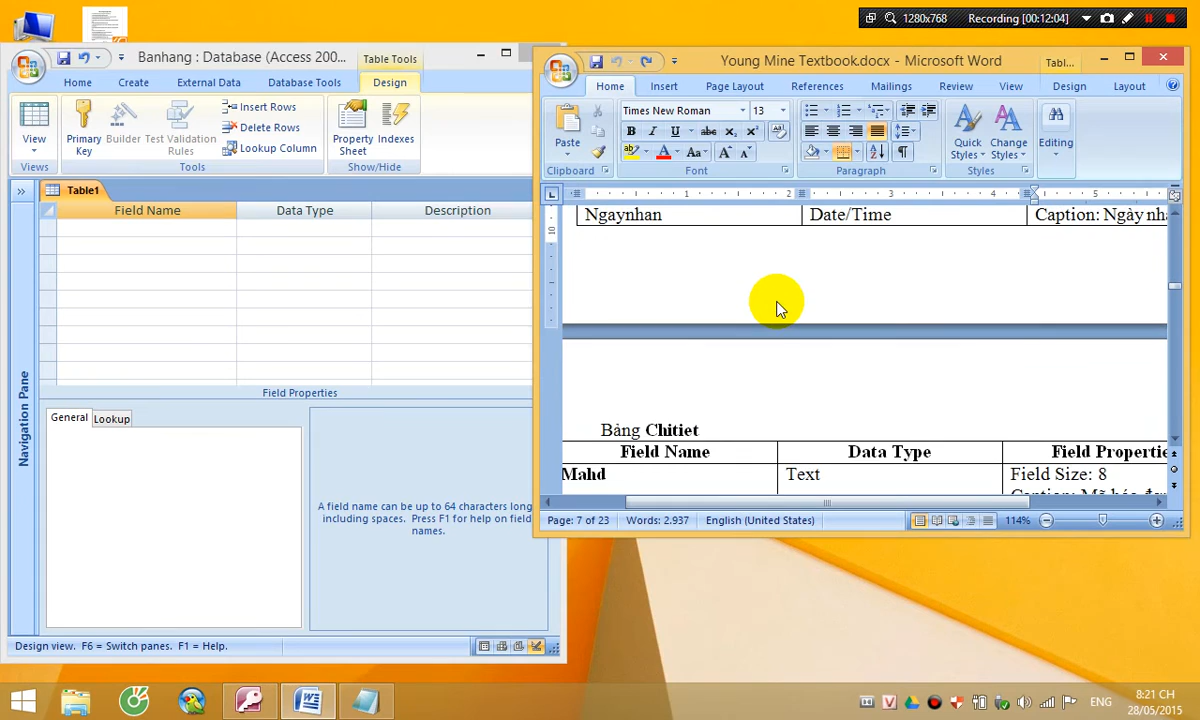 1280x768 Recording [00:12:04]
Banhang : Database (Access 200...
Table Tools
Home Create External Data Database Tools Design
View
Primary Key
Builder
Test Validation Rules
Insert Rows
Delete Rows
Lookup Column
Property Sheet
Indexes
Views Tools Show/Hide
Table1
Field Name Data Type Description
Field Properties
General Lookup
A field name can be up to 64 characters long, including spaces. Press F1 for help on field names.
Navigation Pane
Design view. F6 = Switch panes. F1 = Help.
Young Mine Textbook.docx - Microsoft Word
Tabl...
Home Insert Page Layout References Mailings Review View Design Layout
Paste
Times New Roman 13
Quick Styles
Change Styles
Editing
Clipboard Font Paragraph Styles
Ngaynhan Date/Time Caption: Ngày nhậ
Bảng Chitiet
Field Name Data Type Field Propertie
Mahd Text Field Size: 8
Page: 7 of 23 Words: 2.937 English (United States) 114%
ENG
8:21 CH
28/05/2015